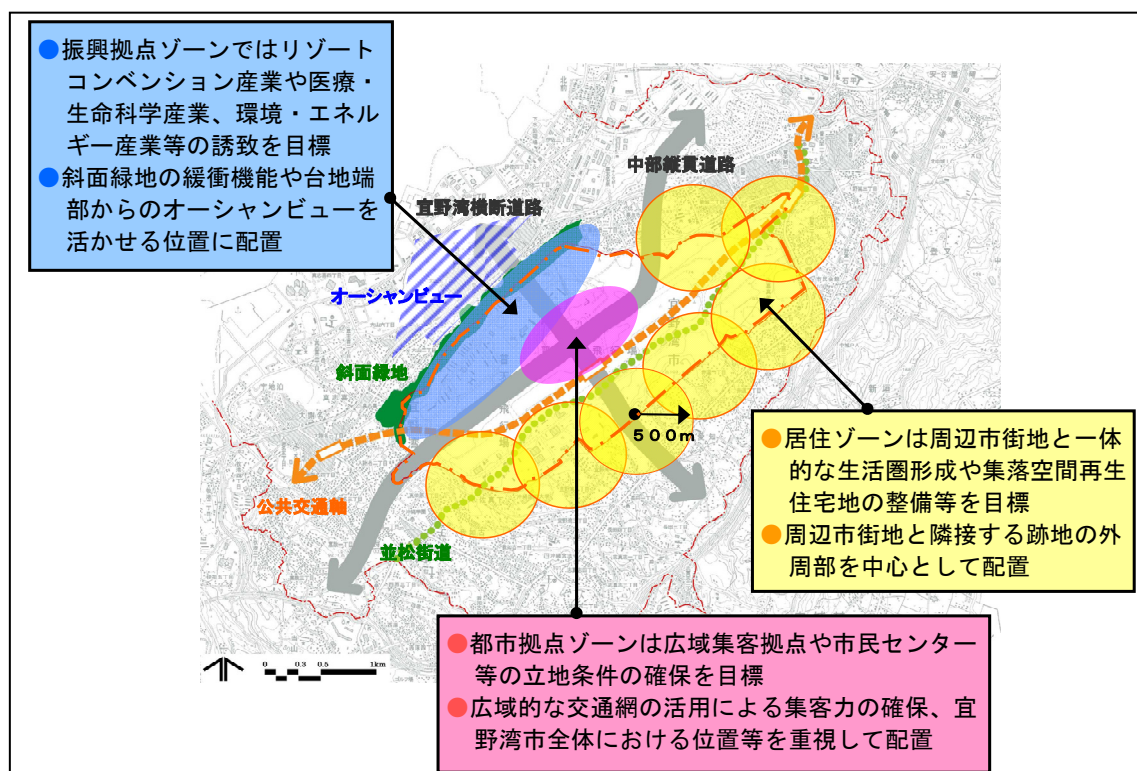 ●振興拠点ゾーンではリゾート
コンベンション産業や医療・
生命科学産業、環境・エネル
ギー産業等の誘致を目標
●斜面緑地の緩衝機能や台地端
部からのオーシャンビューを
活かせる位置に配置
中部縦貫道路
宜野湾横断道路
オーシャンビュー
斜面緑地
500m
公共交通軸
並松街道
●居住ゾーンは周辺市街地と一体
的な生活圏形成や集落空間再生
住宅地の整備等を目標
●周辺市街地と隣接する跡地の外
周部を中心として配置
●都市拠点ゾーンは広域集客拠点や市民センター
等の立地条件の確保を目標
●広域的な交通網の活用による集客力の確保、宜
野湾市全体における位置等を重視して配置
0 0.3 0.5 1km